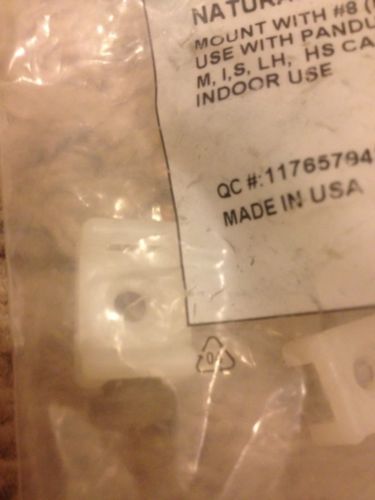 NATURA
MOUNT WITH #8 (
USE WITH PANDU
M, I, S, LH, HS CA
INDOOR USE
QC #:11765794
MADE IN USA